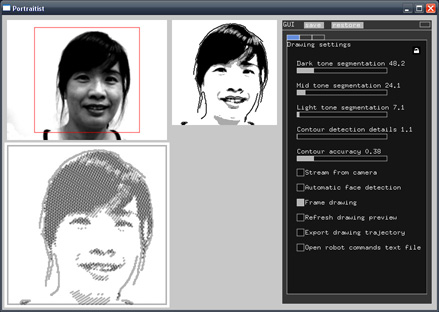 Portraitist
GUI save restore
Drawing settings
Dark tone segmentation 48.2
Mid tone segmentation 24.1
Light tone segmentation 7.1
Contour detection details 1.1
Contour accuracy 0.38
Stream from camera
Automatic face detection
Frame drawing
Refresh drawing preview
Export drawing trajectory
Open robot commands text file